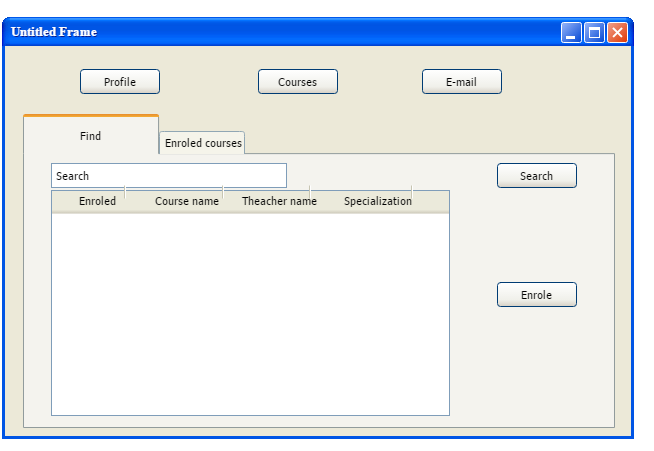 Untitled Frame
Profile Courses E-mail
Find Enroled courses
Search Search
Enroled Course name Theacher name Specialization
Enrole